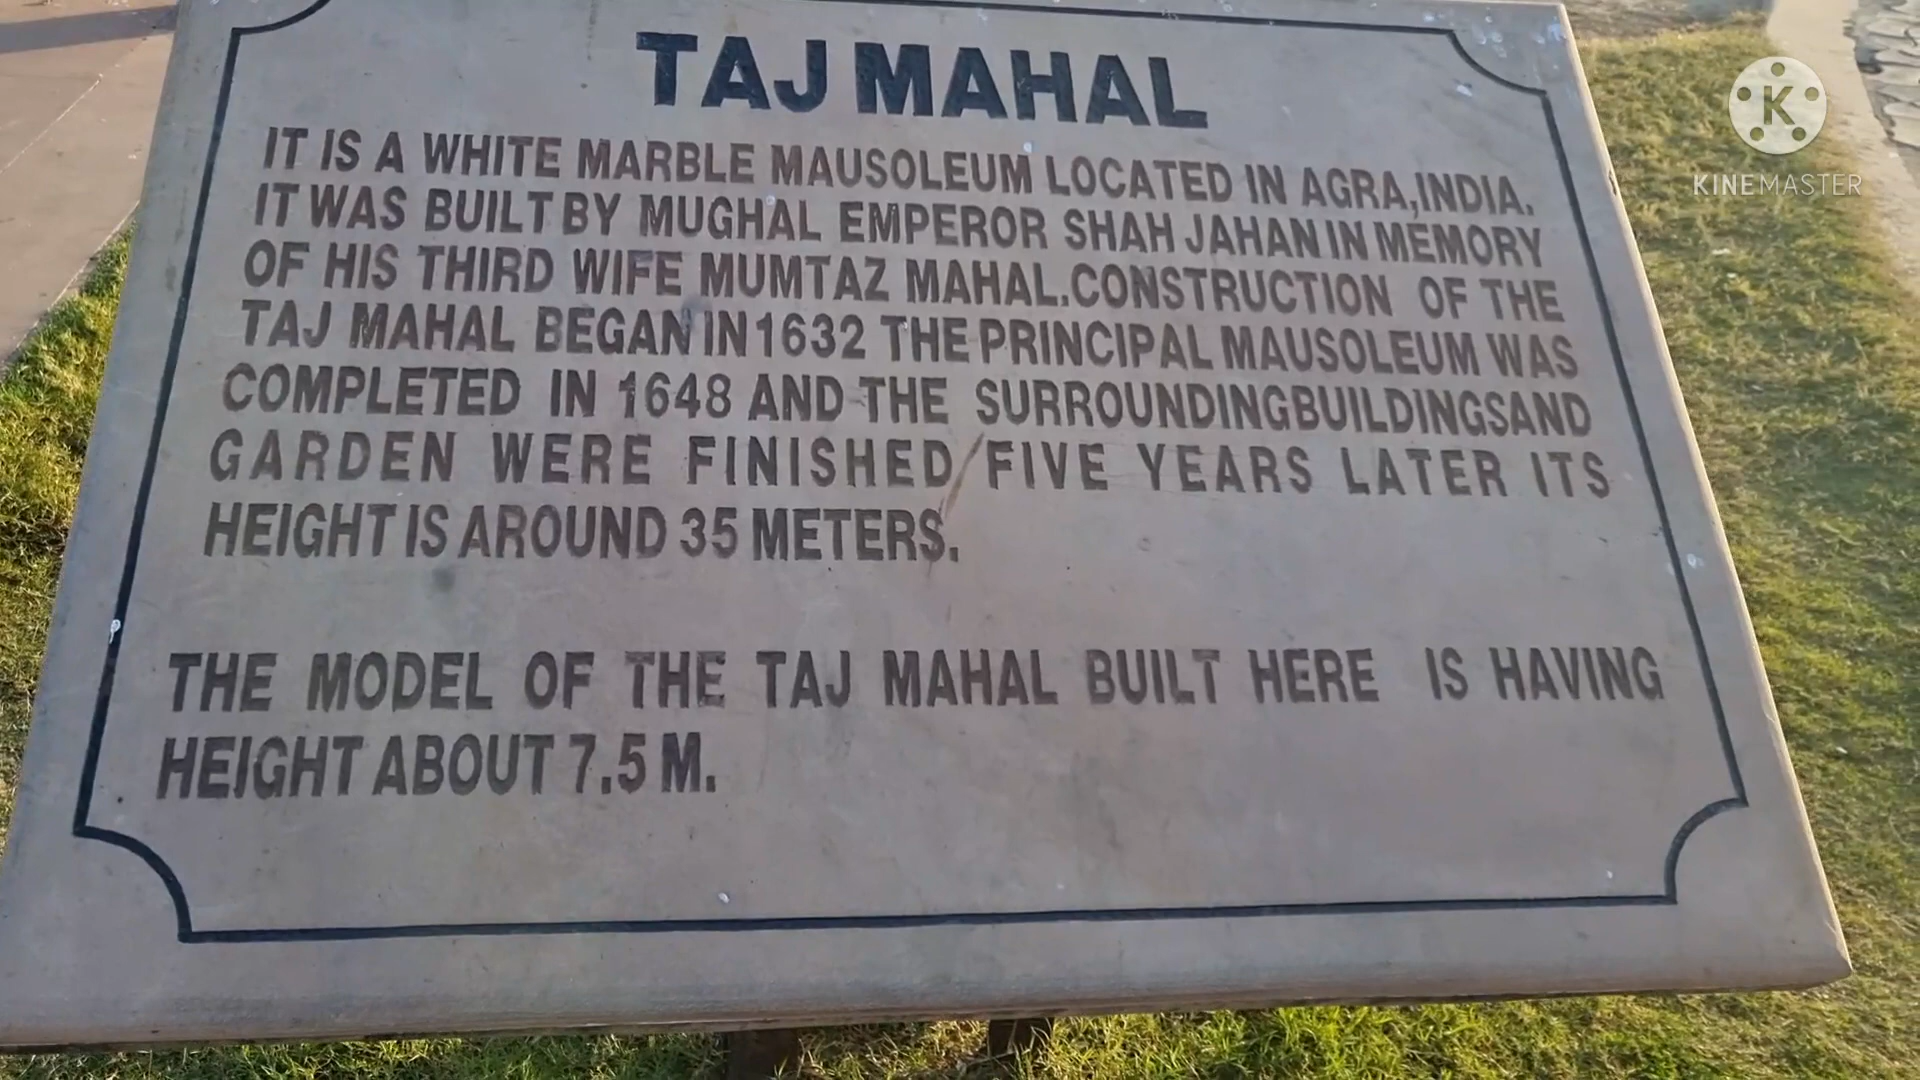 TAJ MAHAL
IT IS A WHITE MARBLE MAUSOLEUM LOCATED IN AGRA,INDIA.
IT WAS BUILT BY MUGHAL EMPEROR SHAH JAHAN IN MEMORY
OF HIS THIRD WIFE MUMTAZ MAHAL.CONSTRUCTION OF THE
TAJ MAHAL BEGAN IN 1632 THE PRINCIPAL MAUSOLEUM WAS
COMPLETED IN 1648 AND THE SURROUNDINGBUILDINGSAND
GARDEN WERE FINISHED FIVE YEARS LATER ITS
HEIGHT IS AROUND 35 METERS.
THE MODEL OF THE TAJ MAHAL BUILT HERE IS HAVING
HEIGHT ABOUT 7.5 M.
K
KINEMASTER